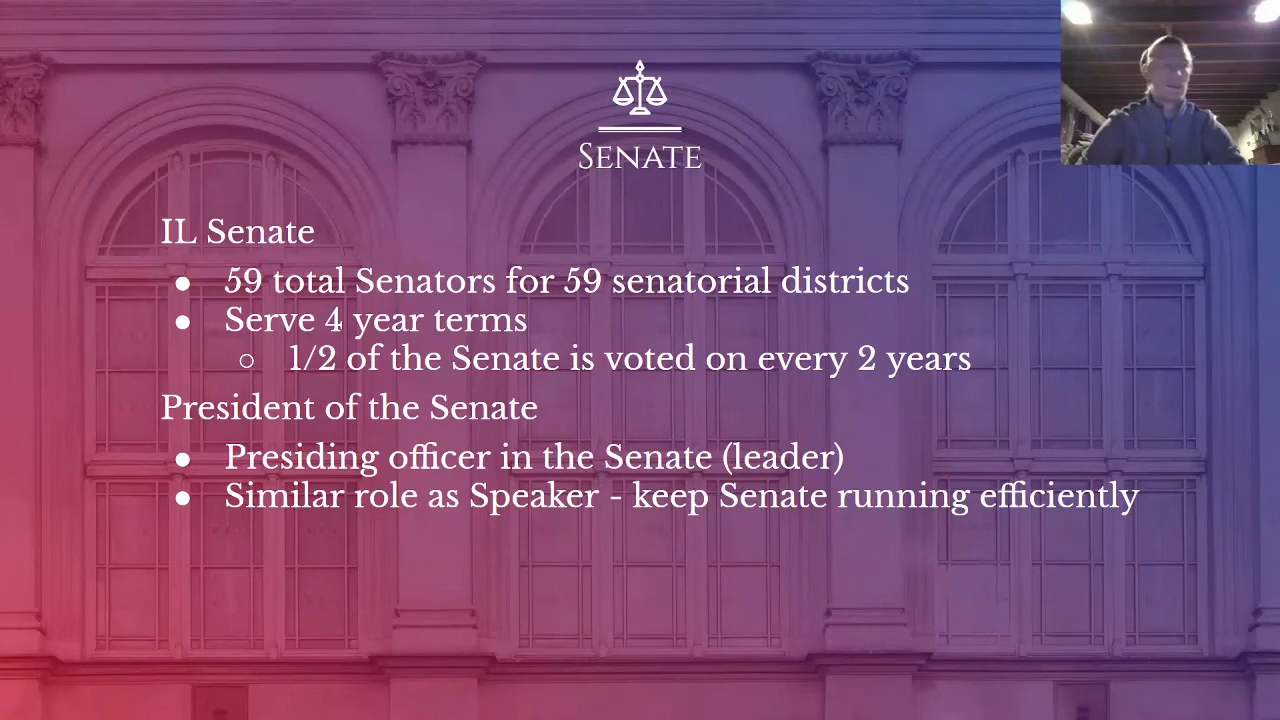 SENATE
IL Senate
● 59 total Senators for 59 senatorial districts
● Serve 4 year terms
○ 1/2 of the Senate is voted on every 2 years
President of the Senate
● Presiding officer in the Senate (leader)
● Similar role as Speaker - keep Senate running efficiently